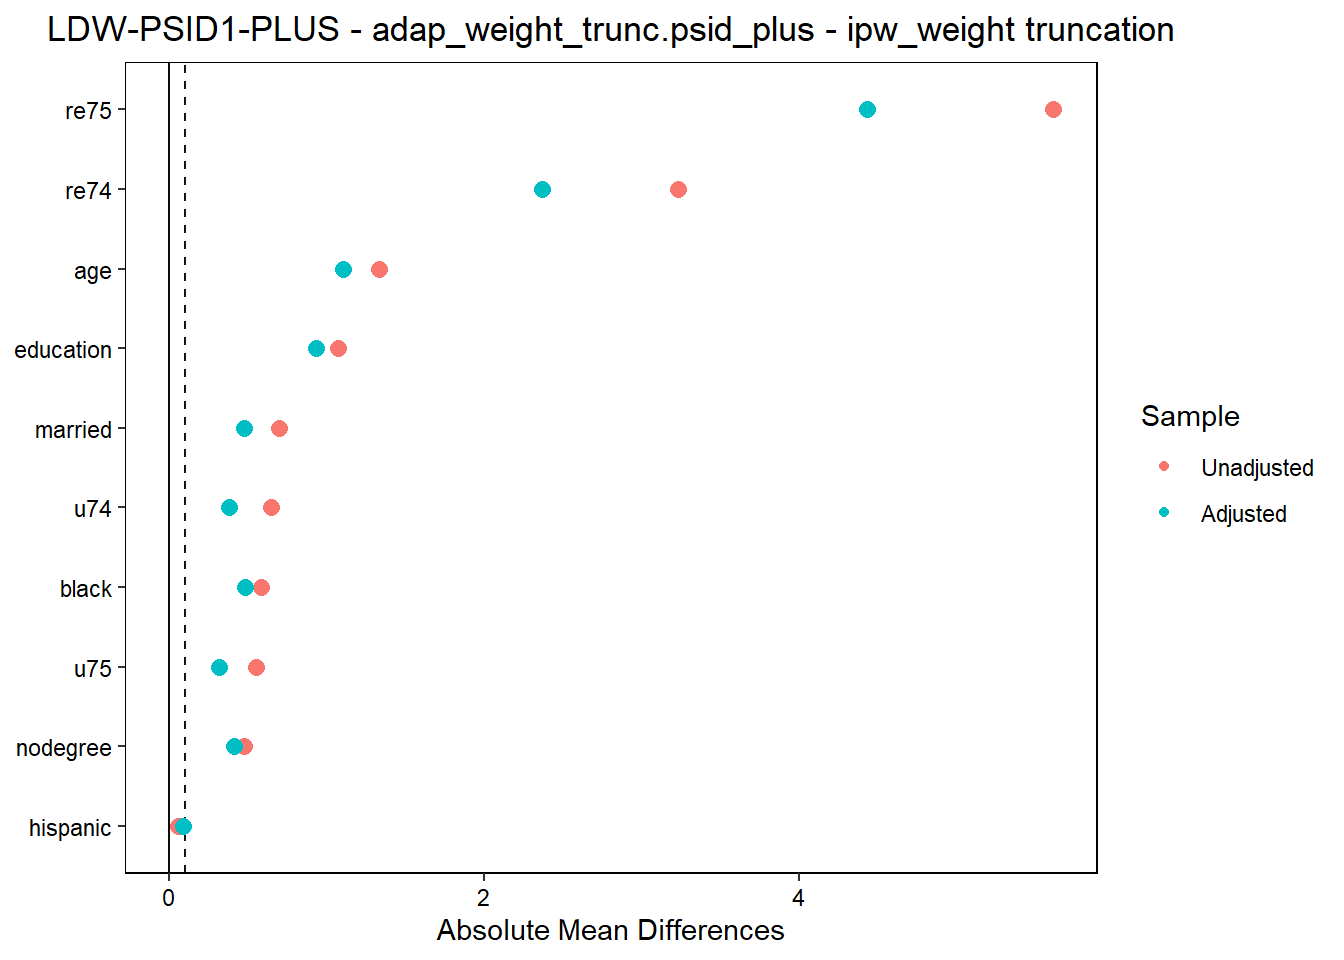 LDW-PSID1-PLUS - adap_weight_trunc.psid_plus - ipw_weight truncation
re75
re74
age
education
married
u74
black
u75
nodegree
hispanic
0 2 4
Absolute Mean Differences
Sample
Unadjusted
Adjusted